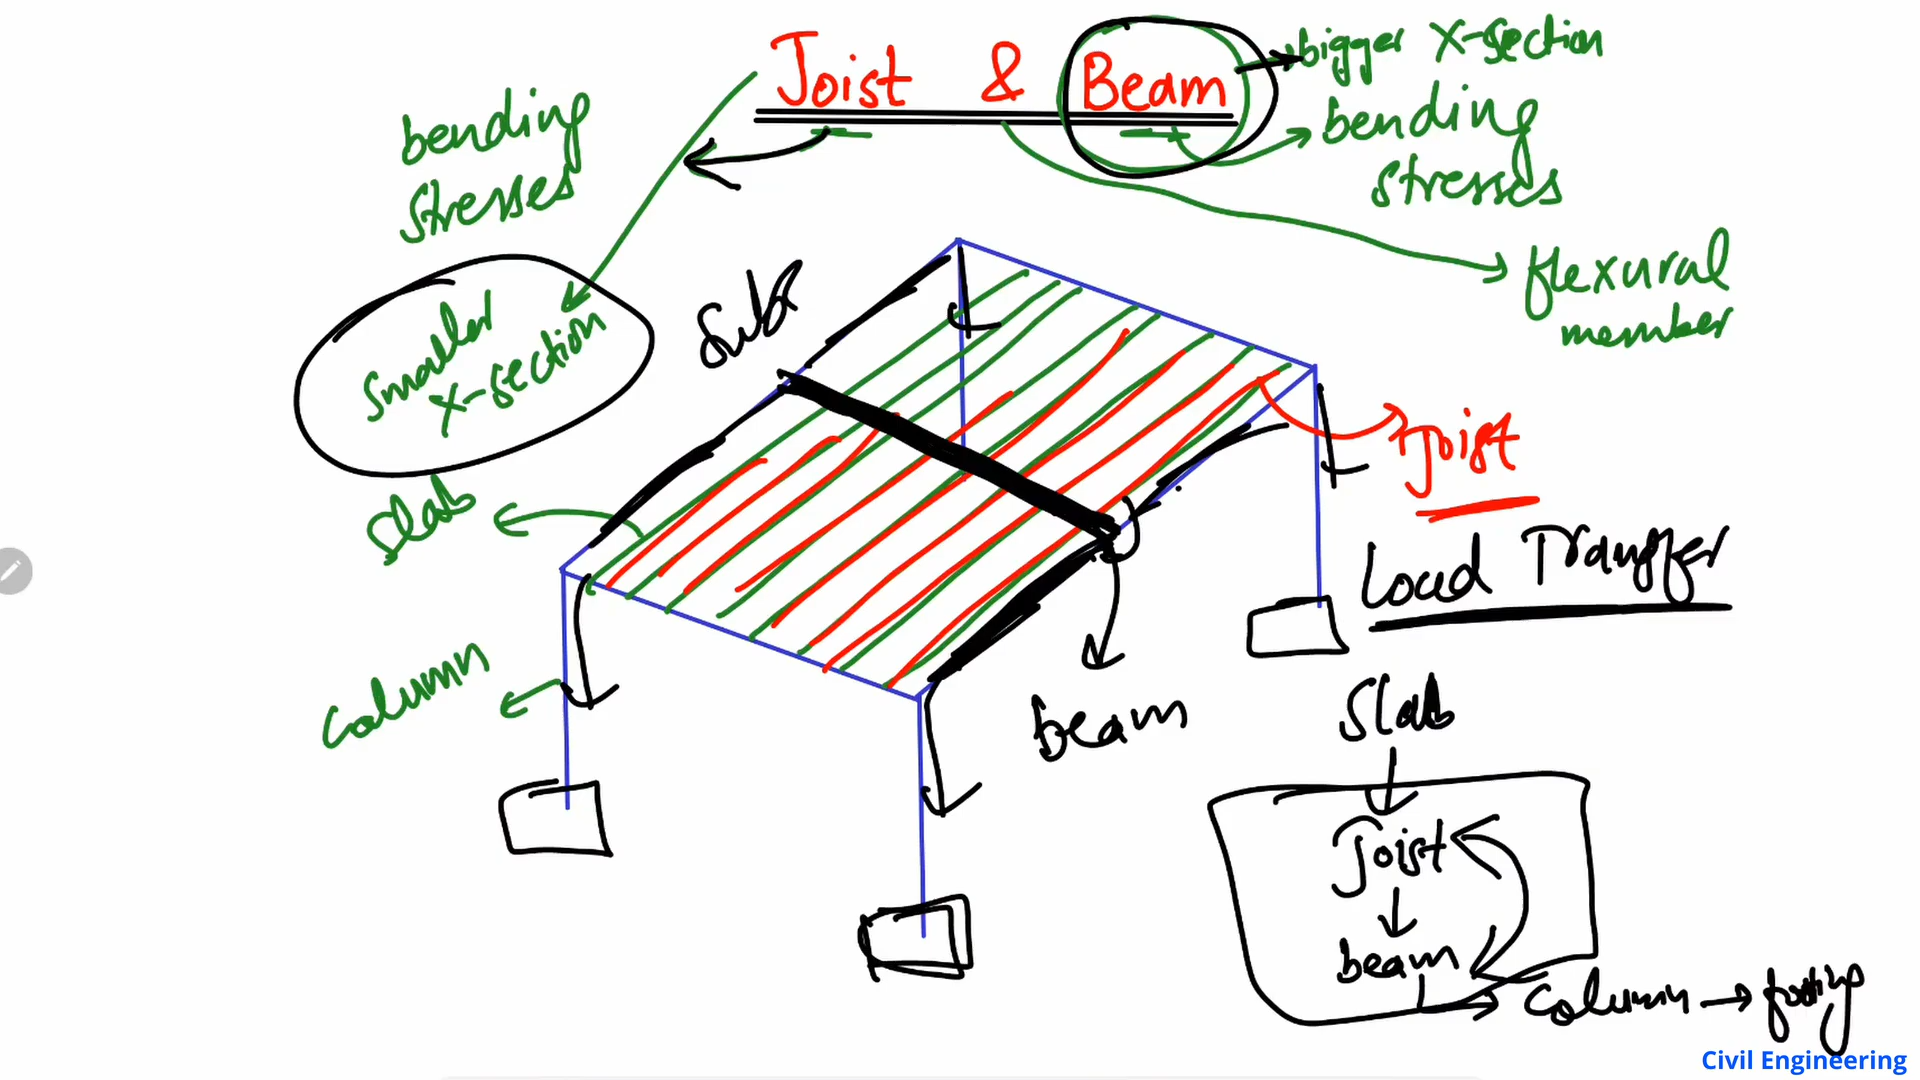 Joist & Beam
bigger X-section
bending
stresses
bending
stresses
flexural
member
smaller
x-section
Joist
slab
Load Transfer
column
beam
Slab
Joist
beam
column → footing
Civil Engineering